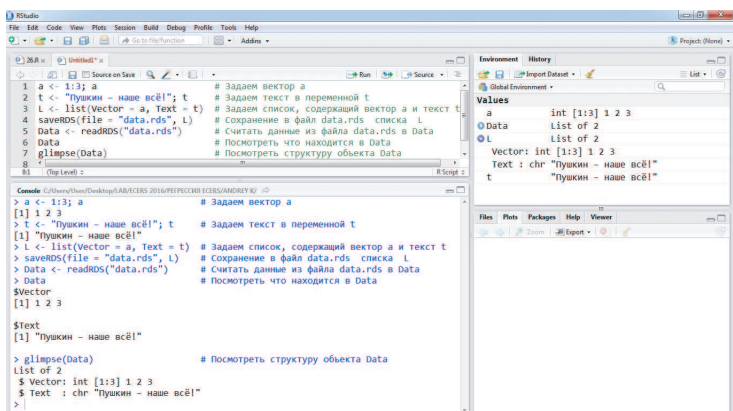 RStudio
File Edit Code View Plots Session Build Debug Profile Tools Help
Go to file/function Addins Project: (None)
26.R × Untitled1* ×
Source on Save Run Source
1 a <- 1:3; a # Задаем вектор a
2 t <- "Пушкин – наше всё!"; t # Задаем текст в переменной t
3 L <- list(Vector = a, Text = t) # Задаем список, содержащий вектор a и текст t
4 saveRDS(file = "data.rds", L) # Сохранение в файл data.rds списка L
5 Data <- readRDS("data.rds") # Считать данные из файла data.rds в Data
6 Data # Посмотреть что находится в Data
7 glimpse(Data) # Посмотреть структуру объекта Data
8
8:1 (Top Level) R Script
Console C:/Users/User/Desktop/LAB/ECERS 2016/РЕГРЕССИЯ ECERS/ANDREY K/
> a <- 1:3; a # Задаем вектор a
[1] 1 2 3
> t <- "Пушкин – наше всё!"; t # Задаем текст в переменной t
[1] "Пушкин – наше всё!"
> L <- list(Vector = a, Text = t) # Задаем список, содержащий вектор a и текст t
> saveRDS(file = "data.rds", L) # Сохранение в файл data.rds списка L
> Data <- readRDS("data.rds") # Считать данные из файла data.rds в Data
> Data # Посмотреть что находится в Data
$Vector
[1] 1 2 3
$Text
[1] "Пушкин – наше всё!"
> glimpse(Data) # Посмотреть структуру объекта Data
List of 2
$ Vector: int [1:3] 1 2 3
$ Text : chr "Пушкин – наше всё!"
>
Environment History
Import Dataset List
Global Environment
Values
a int [1:3] 1 2 3
Data List of 2
L List of 2
Vector: int [1:3] 1 2 3
Text : chr "Пушкин – наше всё!"
t "Пушкин – наше всё!"
Files Plots Packages Help Viewer
Zoom Export